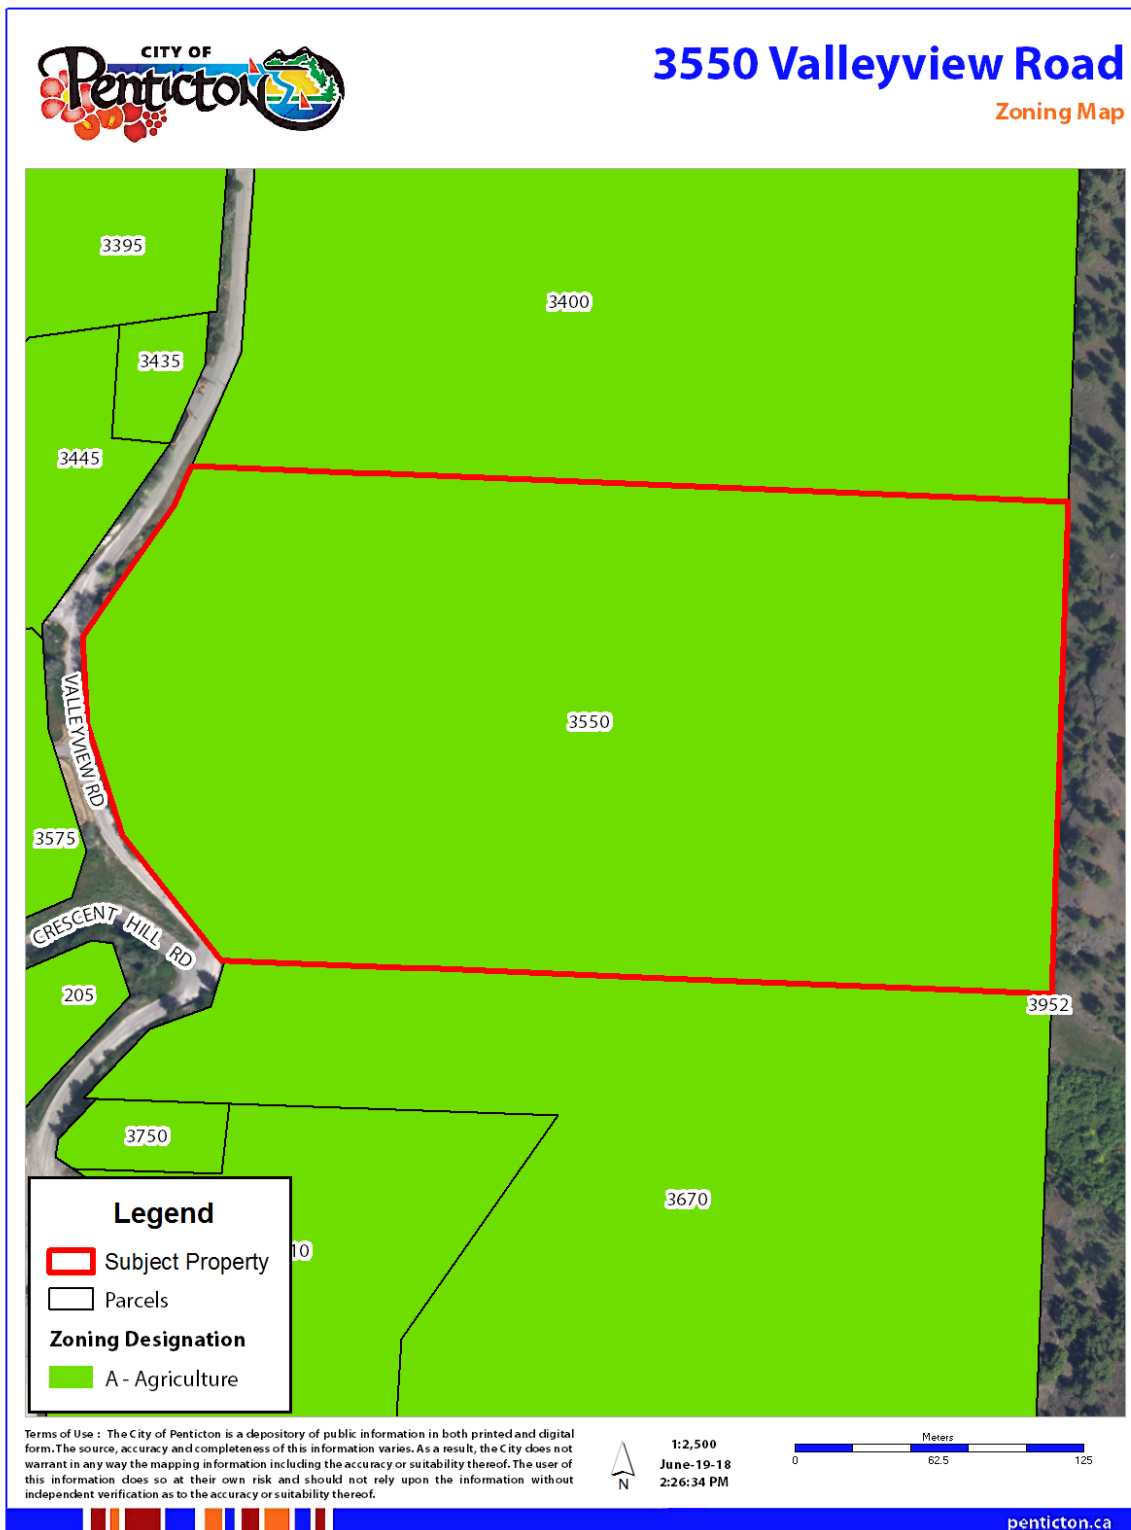 CITY OF
Penticton
3550 Valleyview Road
Zoning Map
3395
3400
3435
3445
3550
VALLEYVIEW RD
3575
CRESCENT HILL RD
205
3952
3750
3670
10
Legend
Subject Property
Parcels
Zoning Designation
A - Agriculture
Terms of Use : The City of Penticton is a depository of public information in both printed and digital
form. The source, accuracy and completeness of this information varies. As a result, the City does not
warrant in any way the mapping information including the accuracy or suitability thereof. The user of
this information does so at their own risk and should not rely upon the information without
independent verification as to the accuracy or suitability thereof.
N
1:2,500
June-19-18
2:26:34 PM
Meters
0 62.5 125
penticton.ca